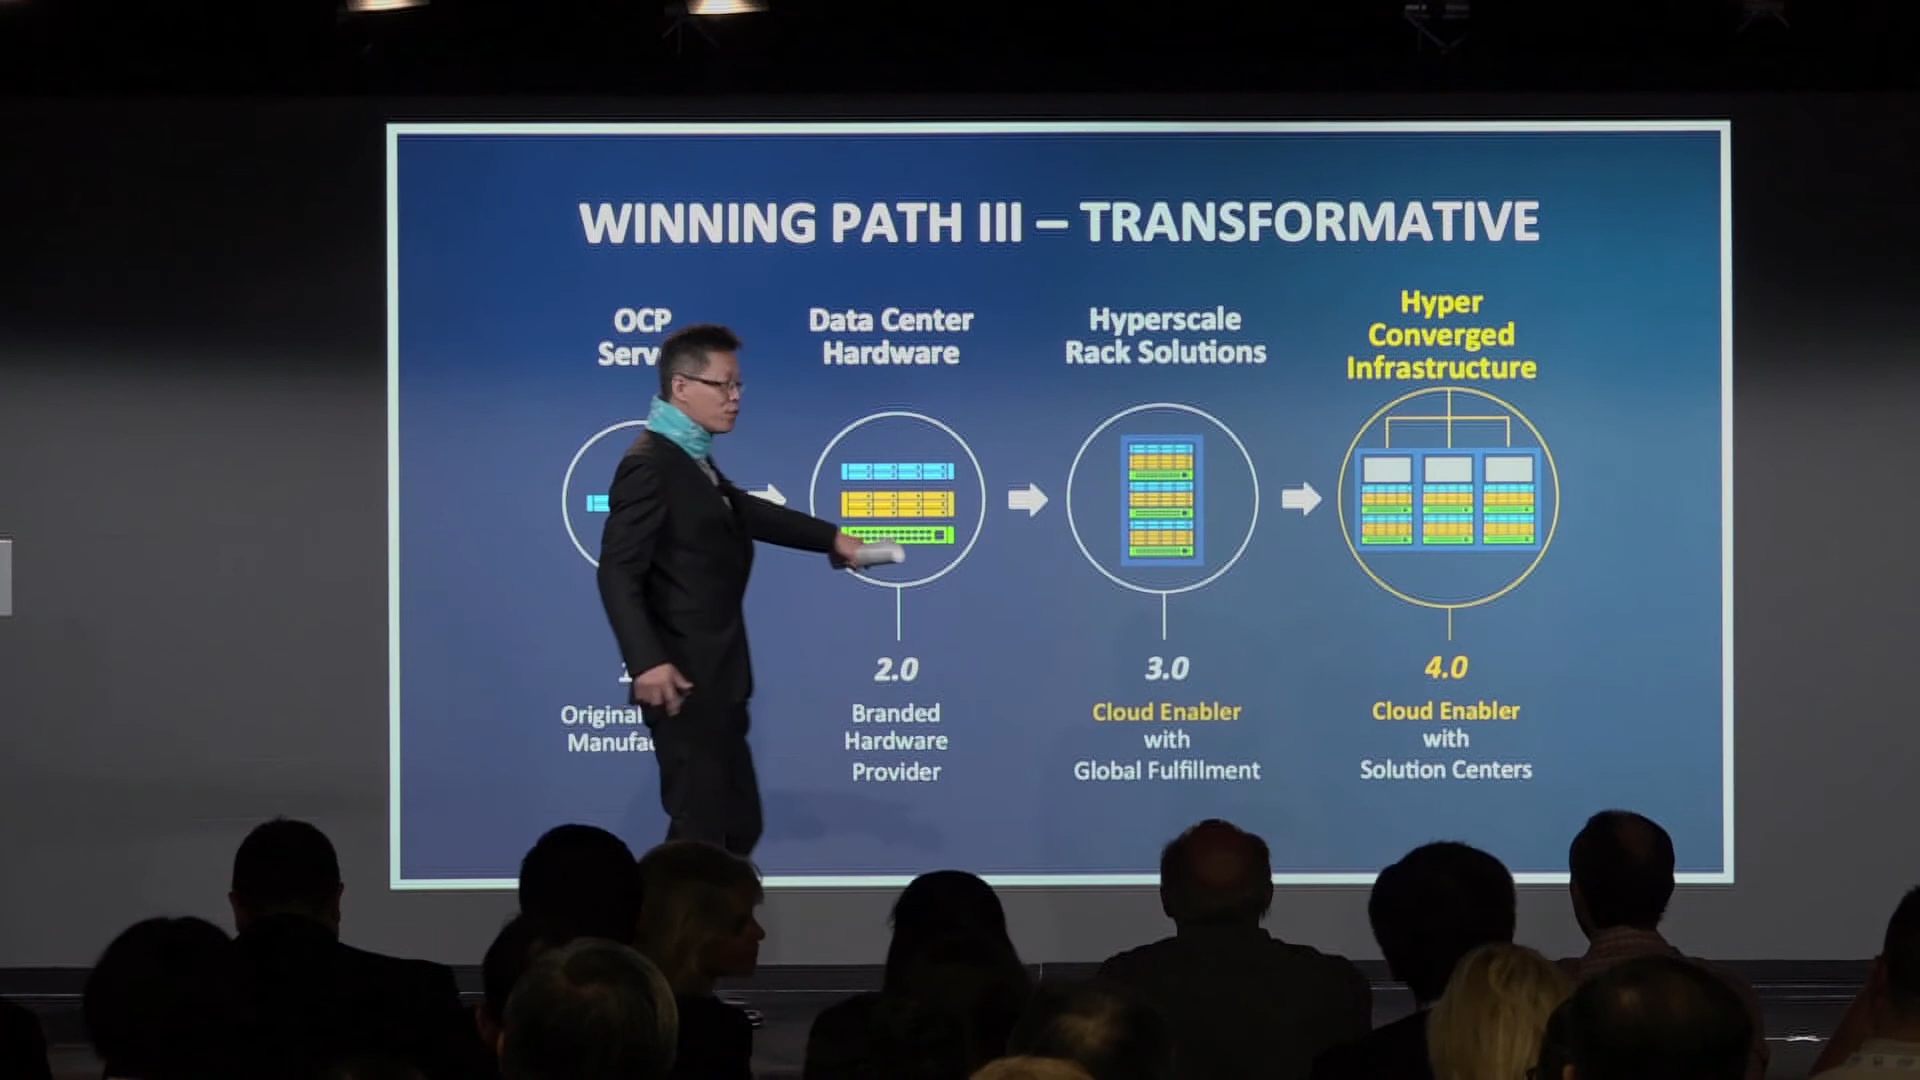 WINNING PATH III – TRANSFORMATIVE
OCP
Data Center
Hardware
Hyperscale
Rack Solutions
Hyper
Converged
Infrastructure
2.0
3.0
4.0
Original
Branded
Hardware
Provider
Cloud Enabler
with
Global Fulfillment
Cloud Enabler
with
Solution Centers